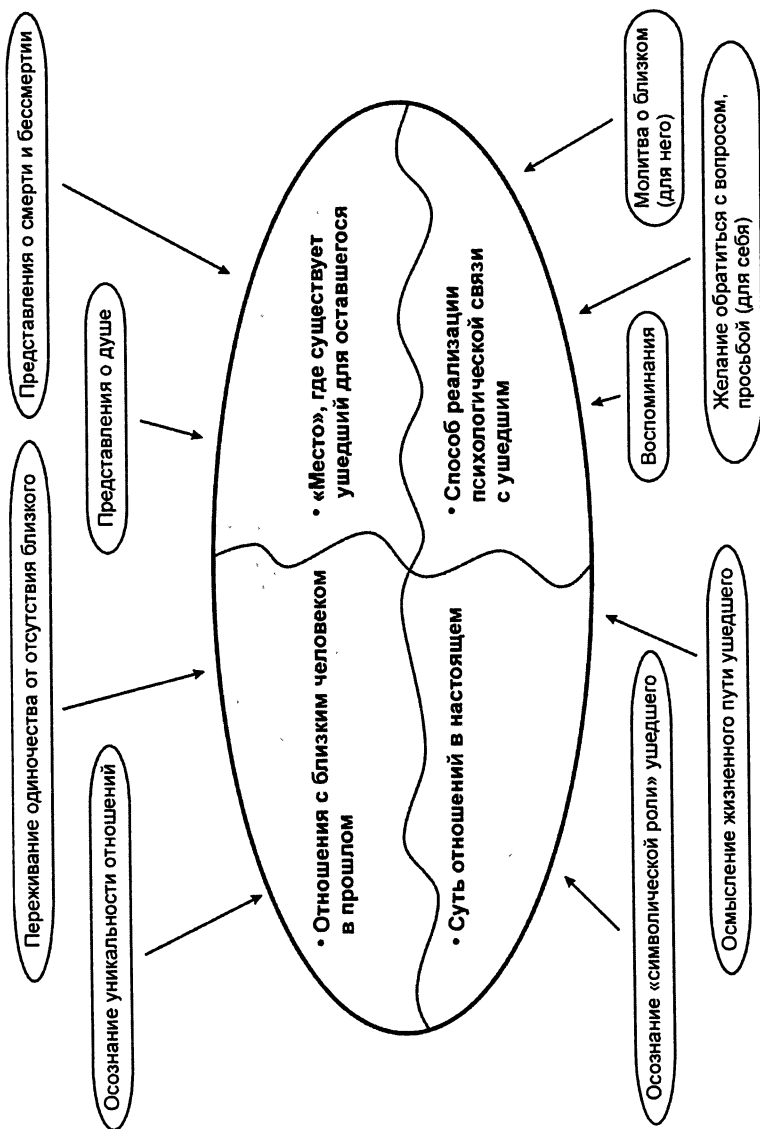 Переживание одиночества от отсутствия близкого
Представления о смерти и бессмертии
Осознание уникальности отношений
Представления о душе
• Отношения с близким человеком
в прошлом
• «Место», где существует
ушедший для оставшегося
• Суть отношений в настоящем
• Способ реализации
психологической связи
с ушедшим
Осознание «символической роли» ушедшего
Воспоминания
Молитва о близком
(для него)
Осмысление жизненного пути ушедшего
Желание обратиться с вопросом,
просьбой (для себя)